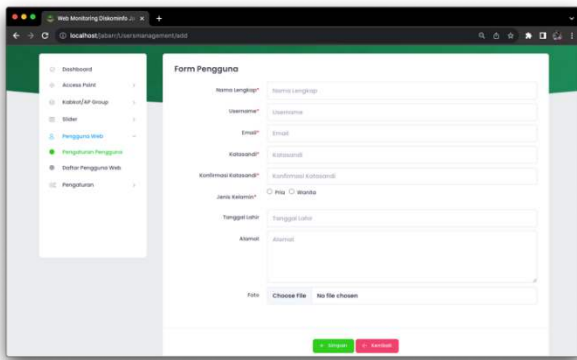 Web Monitoring Diskominfo Ja
localhost/jabarr/Usersmanagement/add
Dashboard
Access Point
Kabkot/AP Group
Slider
Pengguna Web
Pengaturan Pengguna
Daftar Pengguna Web
Pengaturan
Form Pengguna
Nama Lengkap* Nama Lengkap
Username* Username
Email* Email
Katasandi* Katasandi
Konfirmasi Katasandi* Konfirmasi Katasandi
Jenis Kelamin* Pria Wanita
Tanggal Lahir Tanggal Lahir
Alamat Alamat
Foto Choose File No file chosen
Simpan Kembali